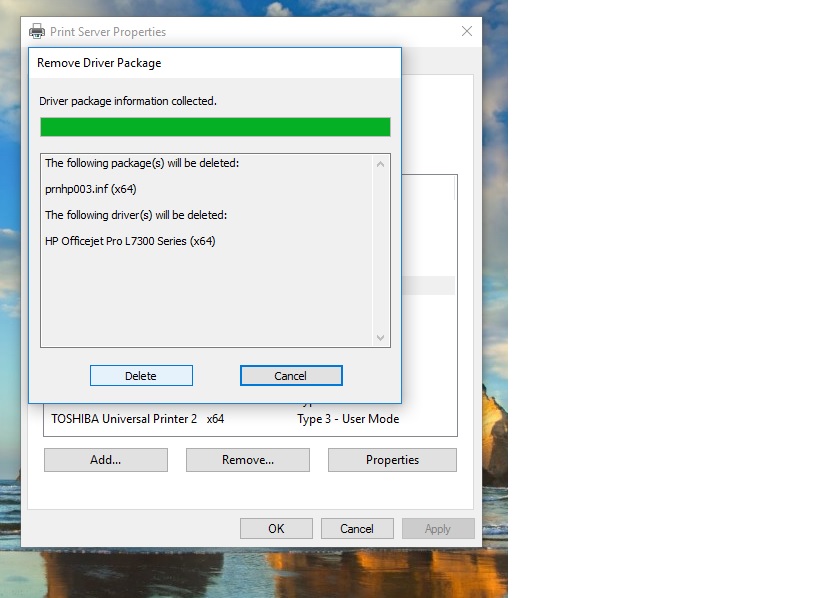 Print Server Properties
Remove Driver Package
Driver package information collected.
The following package(s) will be deleted:
prnhp003.inf (x64)
The following driver(s) will be deleted:
HP Officejet Pro L7300 Series (x64)
Delete Cancel
TOSHIBA Universal Printer 2 x64 Type 3 - User Mode
Add... Remove... Properties
OK Cancel Apply